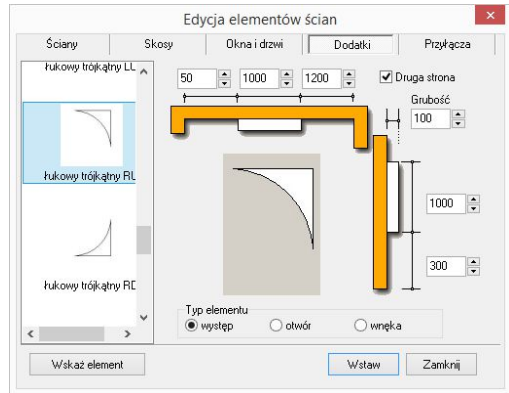 Edycja elementów ścian
×
Ściany Skosy Okna i drzwi Dodatki Przyłącza
łukowy trójkątny LL
50 1000 1200 Druga strona
Grubość
100
łukowy trójkątny RU
1000
łukowy trójkątny RD
300
Typ elementu
występ otwór wnęka
Wskaż element Wstaw Zamknij